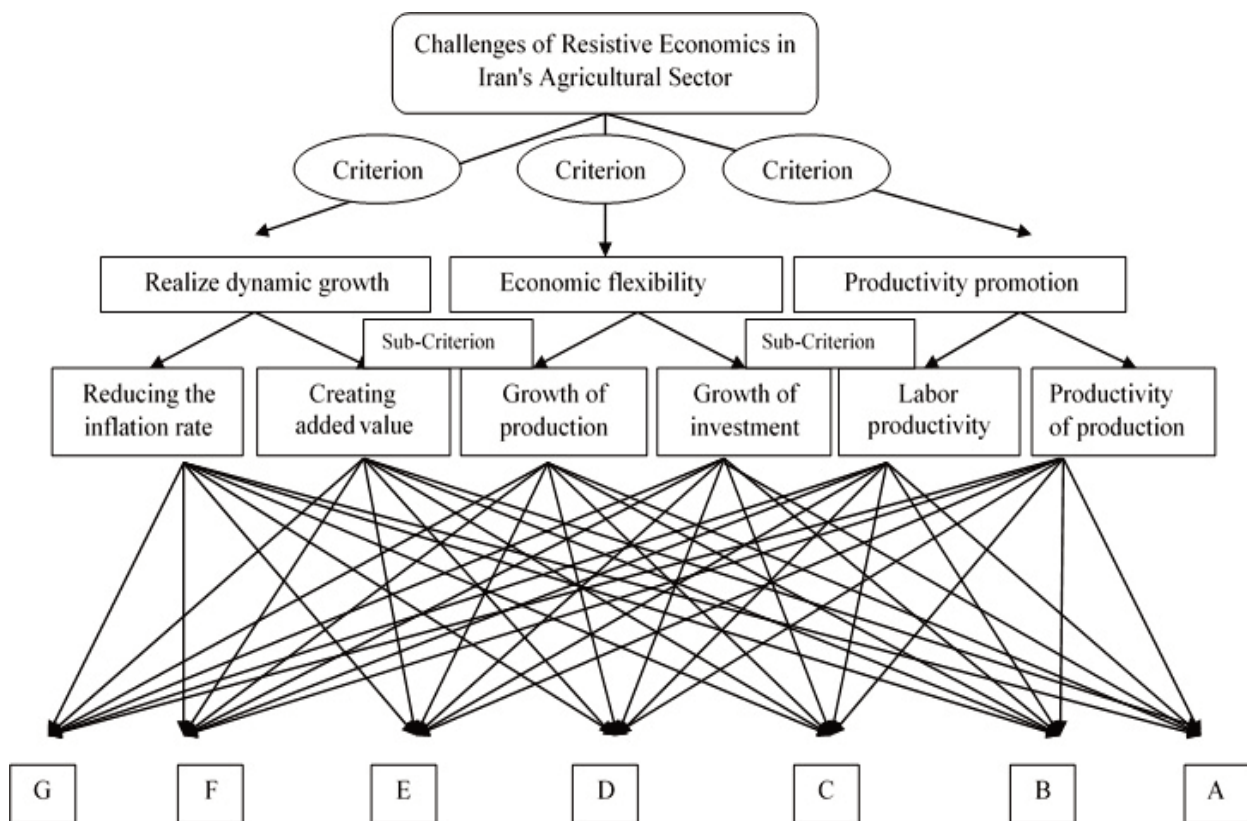 Challenges of Resistive Economics in
Iran's Agricultural Sector
Criterion
Criterion
Criterion
Realize dynamic growth
Economic flexibility
Productivity promotion
Sub-Criterion
Sub-Criterion
Reducing the
inflation rate
Creating
added value
Growth of
production
Growth of
investment
Labor
productivity
Productivity
of production
G
F
E
D
C
B
A